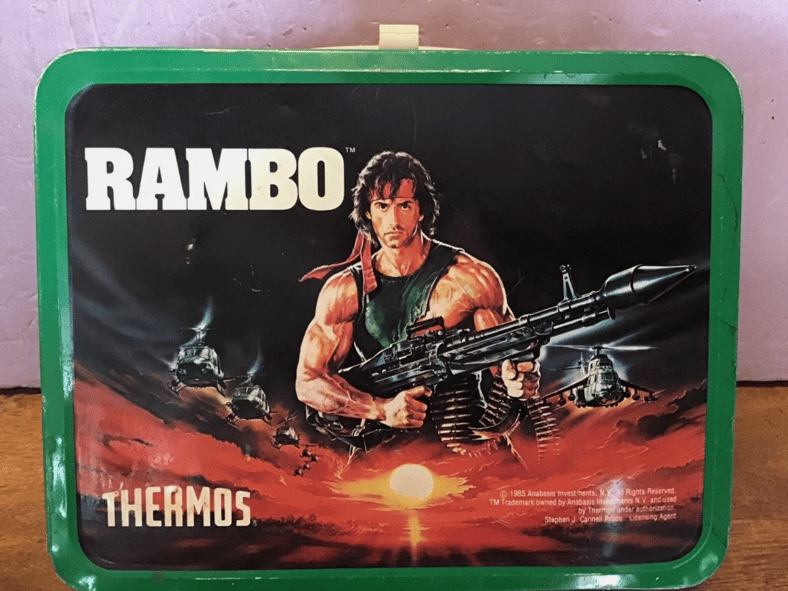 RAMBO™
THERMOS®
© 1985 Anabasis Investments, N.V. All Rights Reserved.
TM Trademark owned by Anabasis Investments N.V. and used
by Thermos under authorization.
Stephen J. Cannell Prods. Licensing Agent